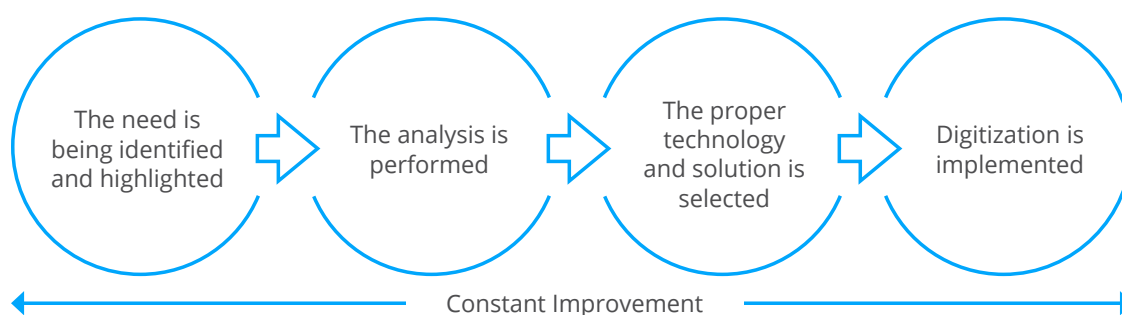 The need is
being identified
and highlighted
The analysis is
performed
The proper
technology
and solution is
selected
Digitization is
implemented
Constant Improvement